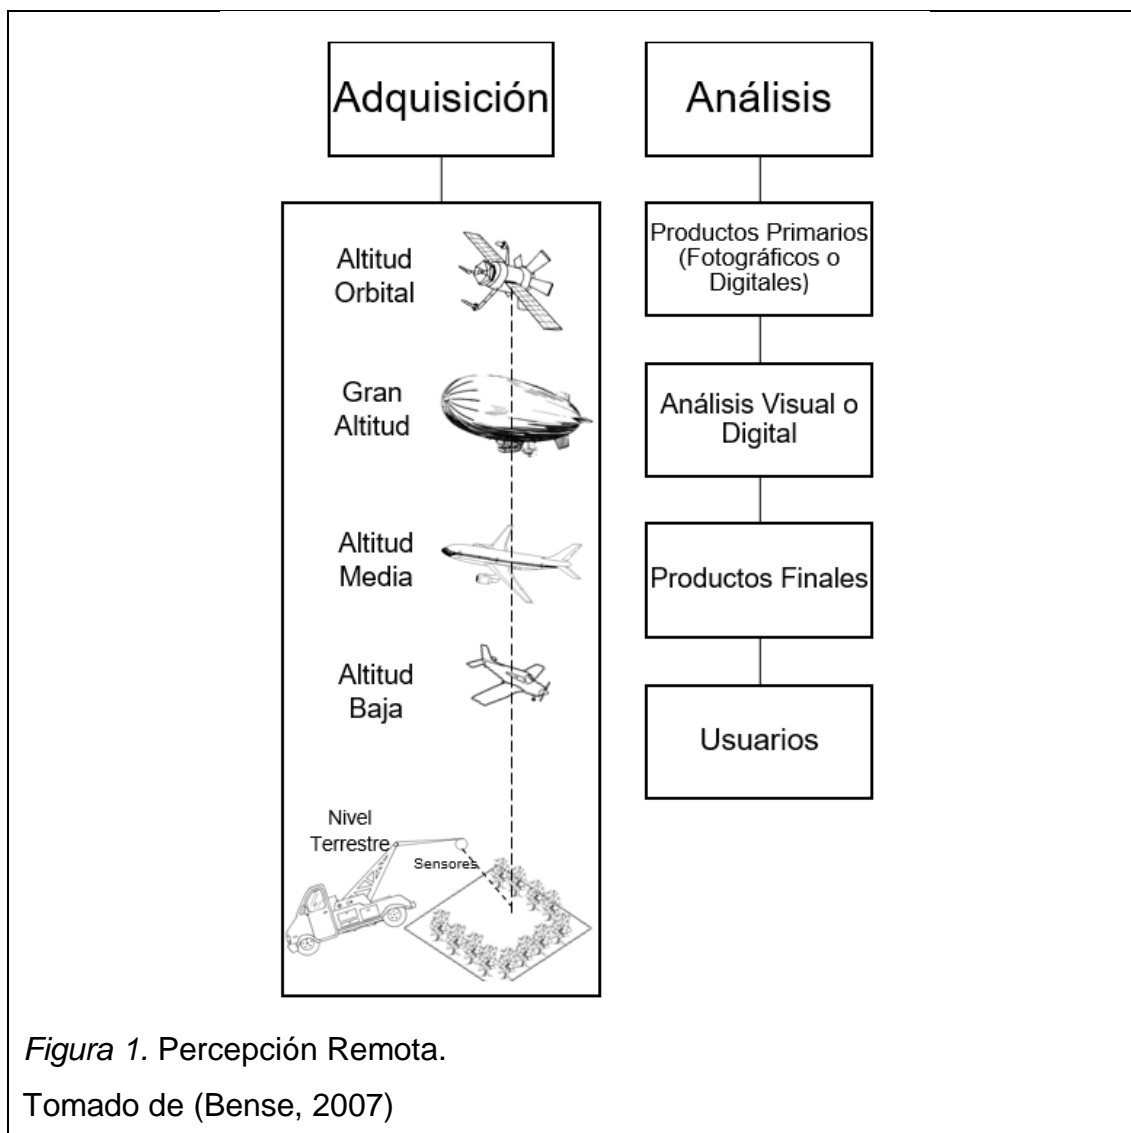 Adquisición
Altitud
Orbital
Gran
Altitud
Altitud
Media
Altitud
Baja
Nivel
Terrestre
Sensores
Análisis
Productos Primarios
(Fotográficos o
Digitales)
Análisis Visual o
Digital
Productos Finales
Usuarios
Figura 1. Percepción Remota.
Tomado de (Bense, 2007)